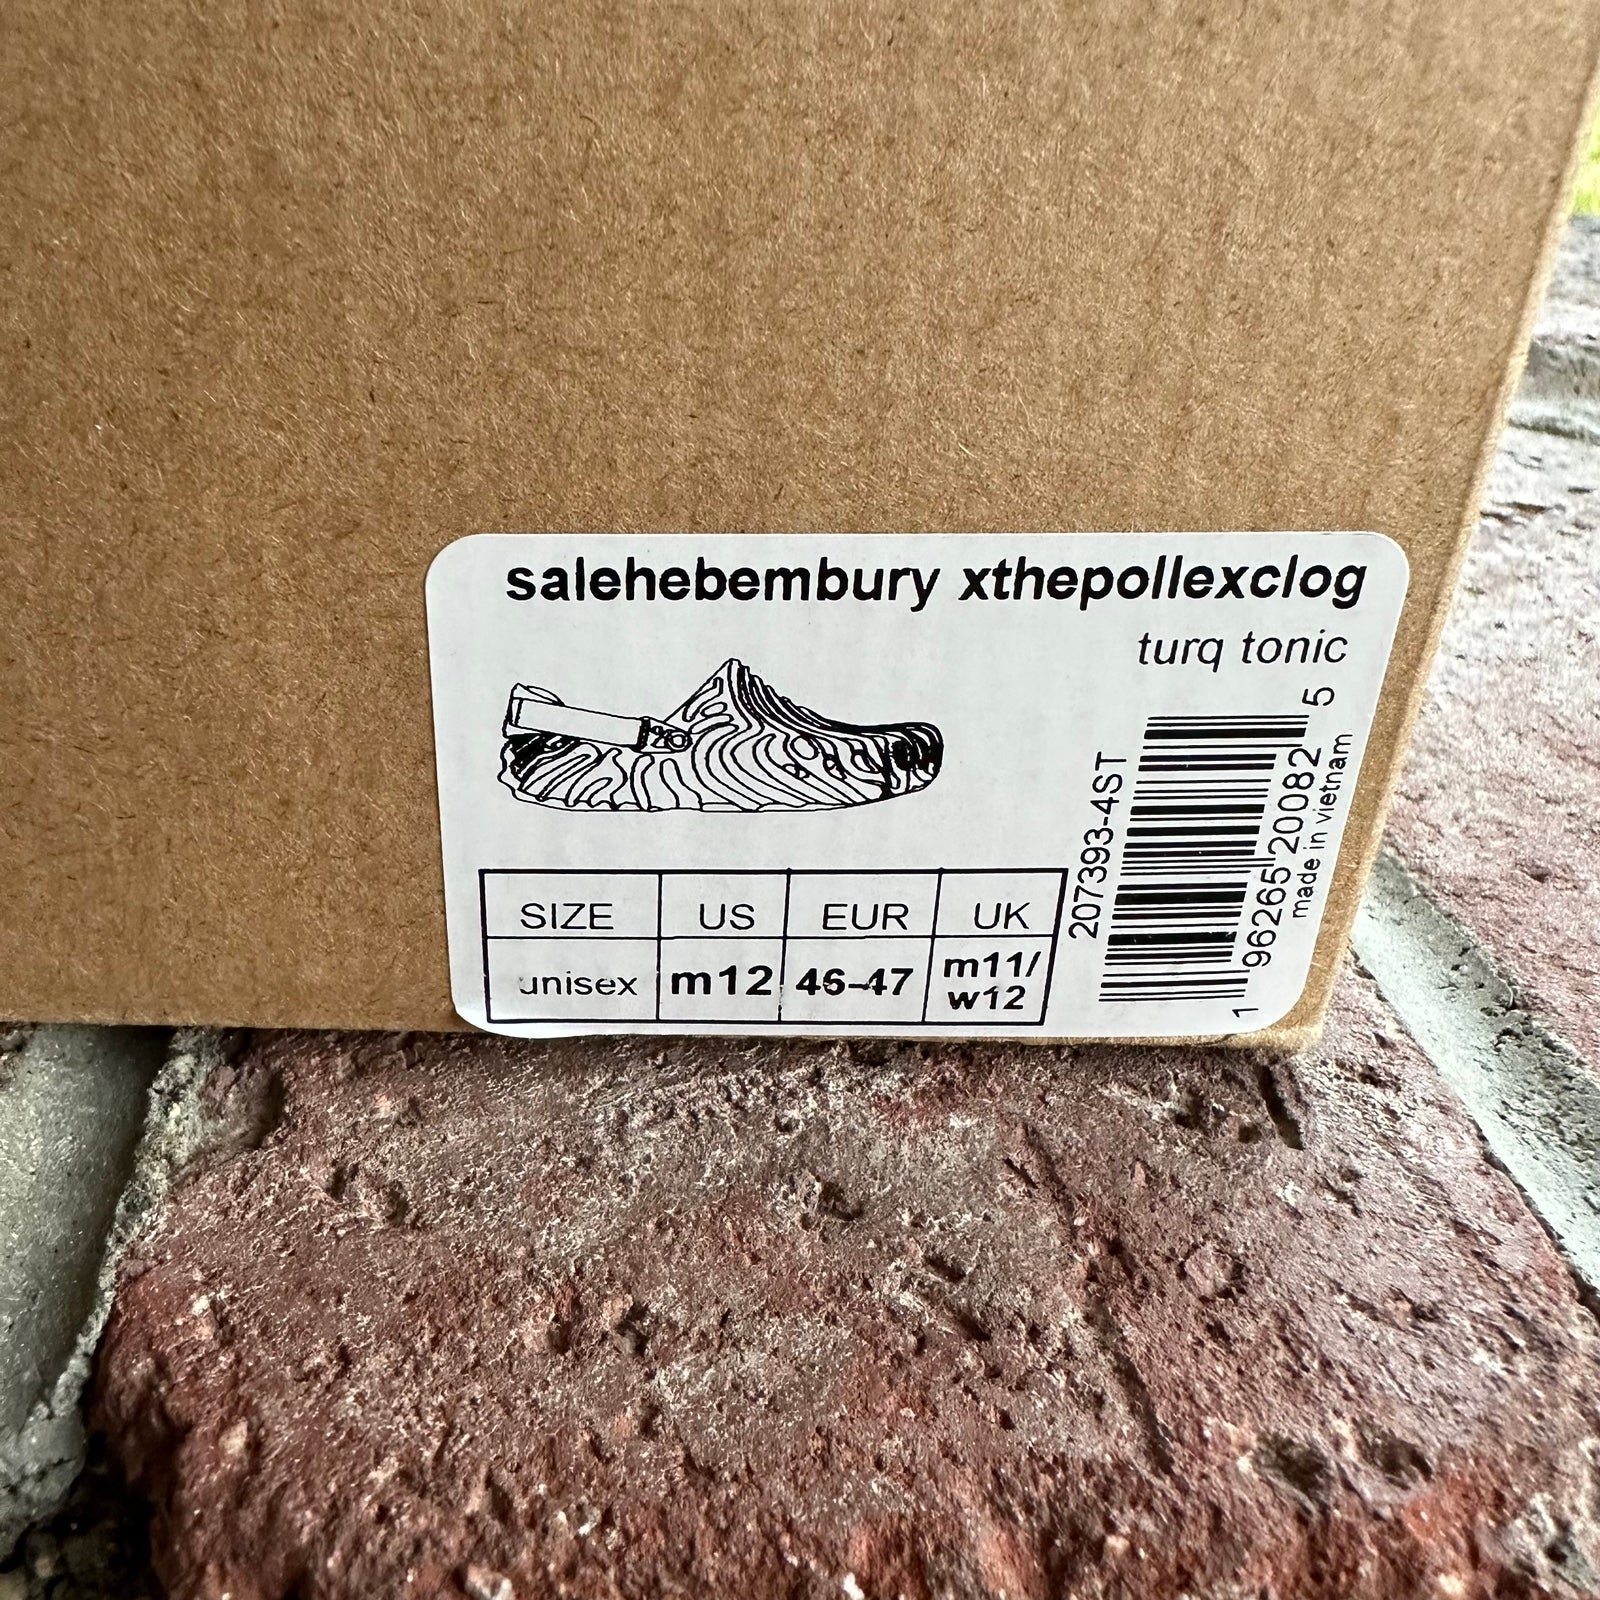 salehebembury xthepollexclog
turq tonic
SIZE US EUR UK
unisex m12 46-47 m11/
w12
207393-4ST
1 96265 20082 5
made in vietnam